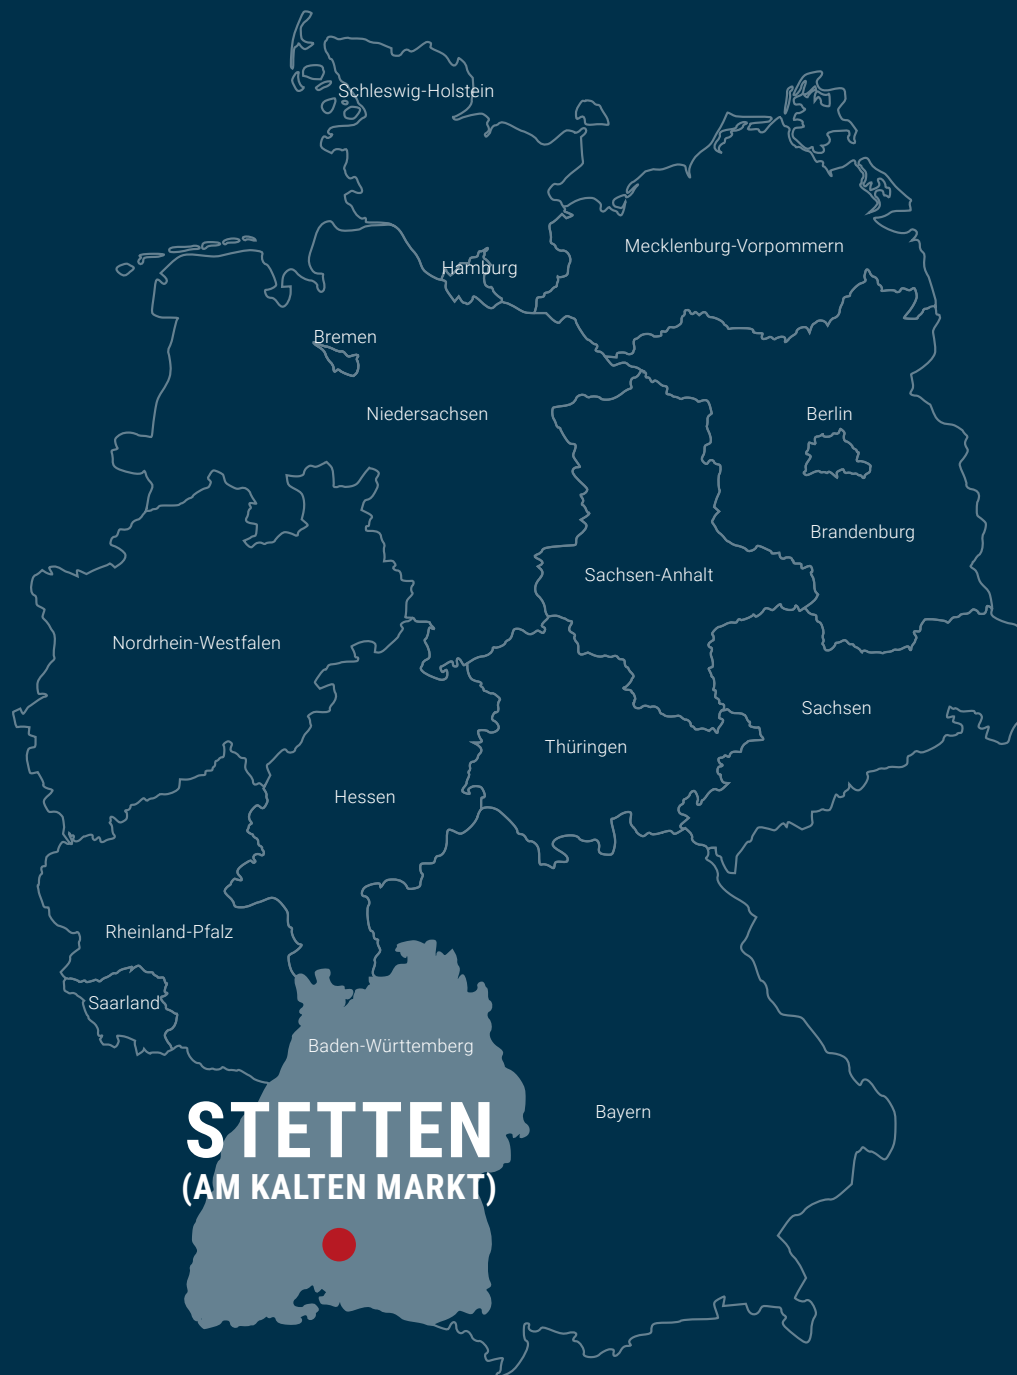 Schleswig-Holstein
Mecklenburg-Vorpommern
Hamburg
Bremen
Niedersachsen
Berlin
Brandenburg
Sachsen-Anhalt
Nordrhein-Westfalen
Sachsen
Thüringen
Hessen
Rheinland-Pfalz
Saarland
Baden-Württemberg
STETTEN
(AM KALTEN MARKT)
Bayern